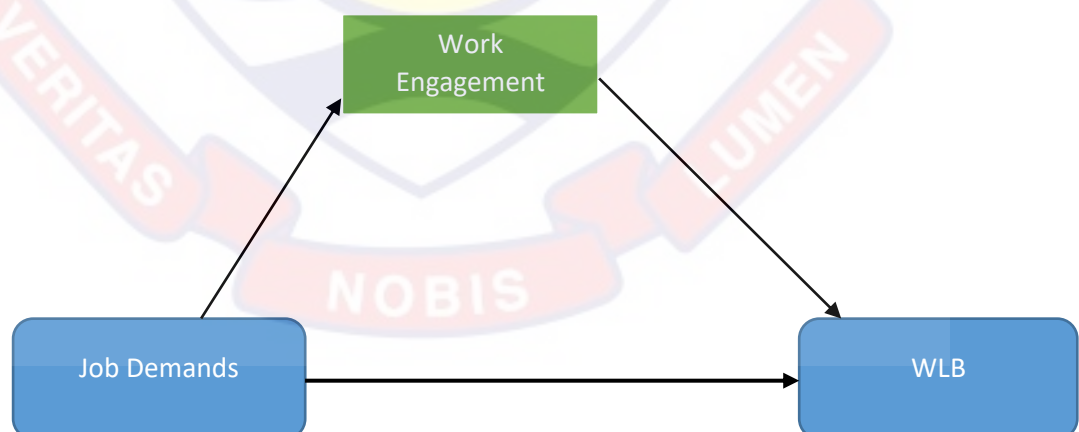 Work
Engagement
VERITAS
NOBIS
LUMEN
Job Demands
WLB